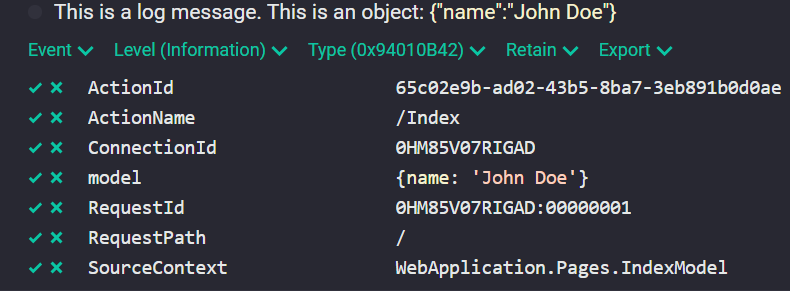 This is a log message. This is an object: {"name":"John Doe"}
Event Level (Information) Type (0x94010B42) Retain Export
ActionId 65c02e9b-ad02-43b5-8ba7-3eb891b0d0ae
ActionName /Index
ConnectionId 0HM85V07RIGAD
model {name: 'John Doe'}
RequestId 0HM85V07RIGAD:00000001
RequestPath /
SourceContext WebApplication.Pages.IndexModel